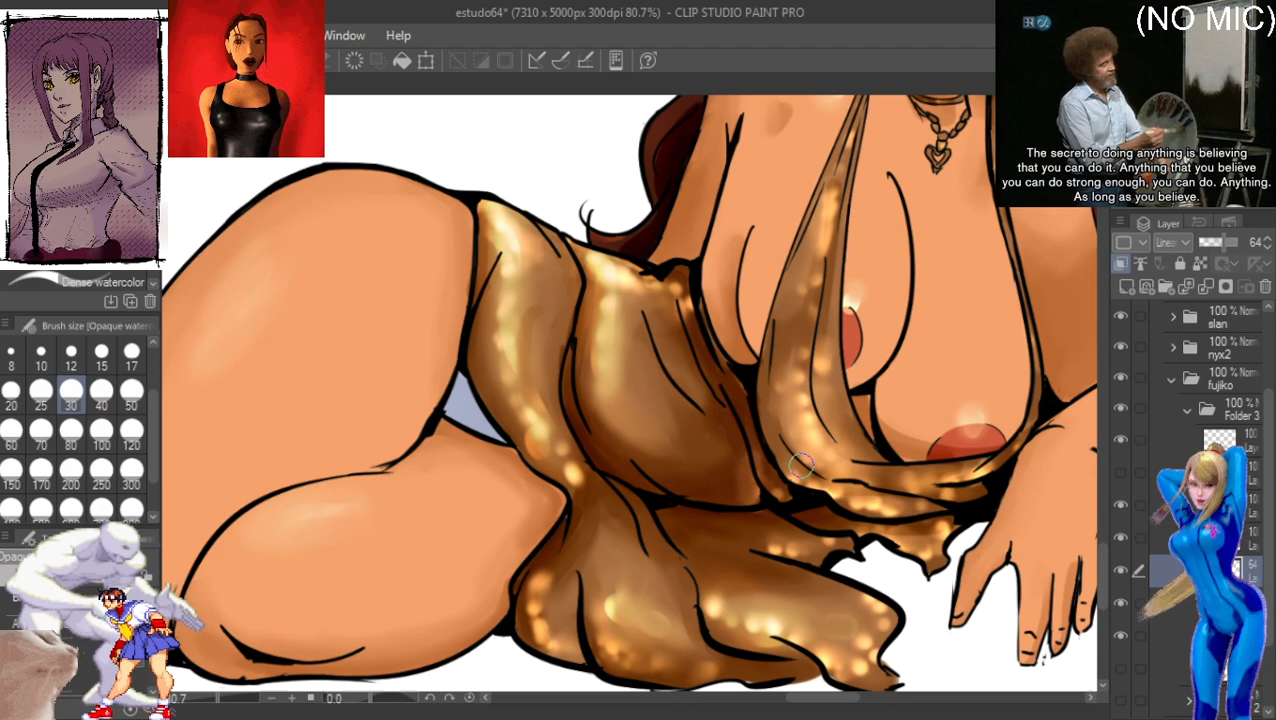 estudo64* (7310 x 5000px 300dpi 80.7%) - CLIP STUDIO PAINT PRO
(NO MIC)
Window Help
The secret to doing anything is believing
that you can do it. Anything that you believe
you can do strong enough, you can do. Anything.
As long as you believe.
Layer
64
100 % Norm
slan
100 % Norm
nyx2
100 % Norm
fujiko
100 %
Folder 3
Dense watercolor
Brush size [Opaque waterc
8 10 12 15 17
20 25 30 40 50
60 70 80 100 120
150 170 200 250 300
0.0